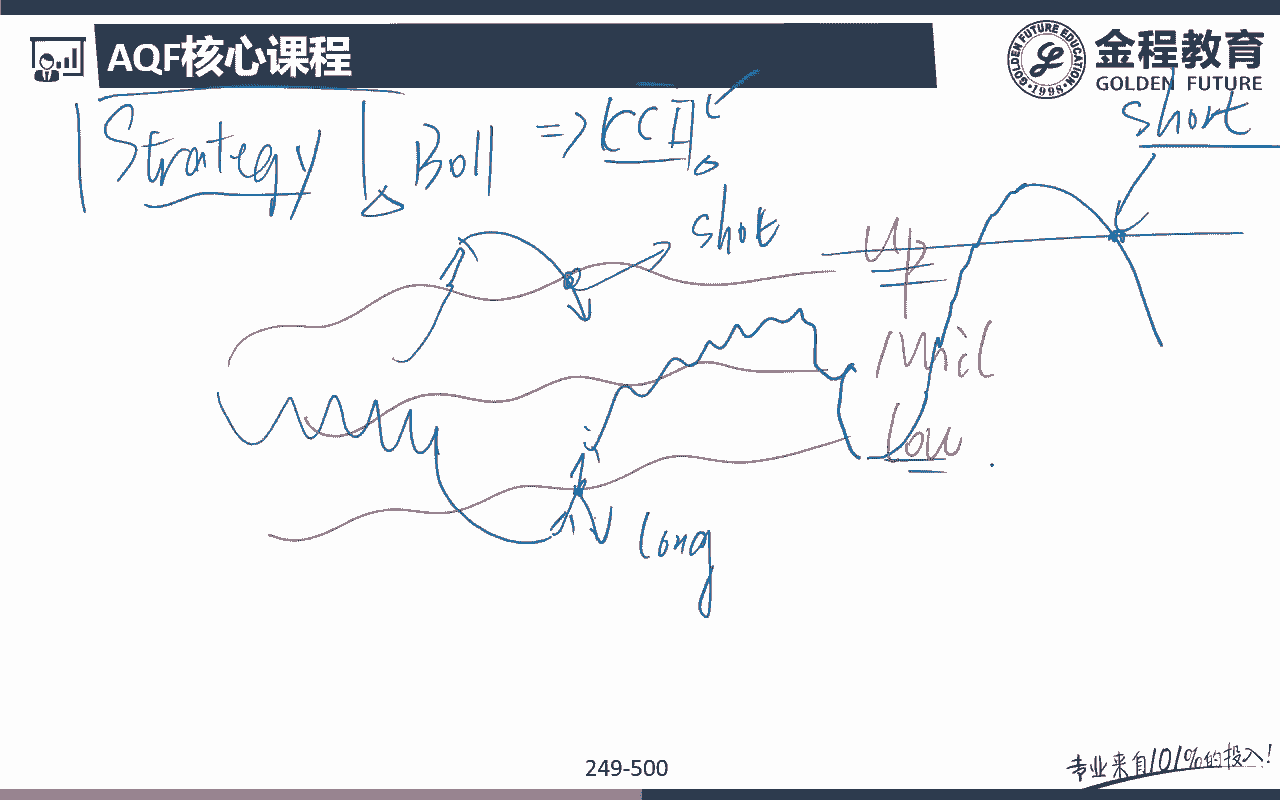 AQF核心课程
金程教育
GOLDEN FUTURE
GOLDEN FUTURE EDUCATION
1998
Strategy Boll => CCI
short
short
Up
Mid
Low
long
249-500
专业来自101%的投入!